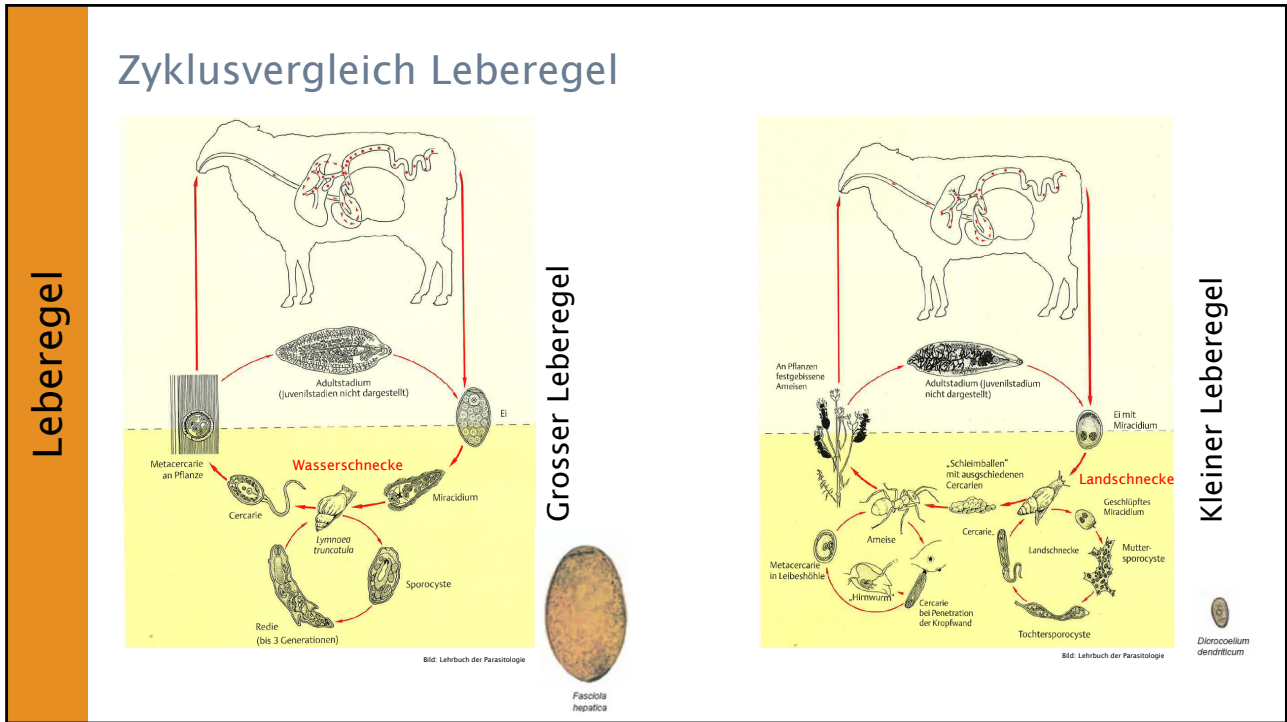 Leberegel
Zyklusvergleich Leberegel
Adultstadium
(Juvenilstadien nicht dargestellt)
Ei
Metacercarie
an Pflanze
Wasserschnecke
Miracidium
Cercarie
Lymnaea
truncatula
Sporocyste
Redie
(bis 3 Generationen)
Bild: Lehrbuch der Parasitologie
Grosser Leberegel
Fasciola
hepatica
An Pflanzen
festgebissene
Ameisen
Adultstadium (Juvenilstadium
nicht dargestellt)
Ei mit
Miracidium
„Schleimballen"
mit ausgschiedenen
Cercarien
Landschnecke
Geschlüpftes
Miracidium
Cercarie
Ameise
Landschnecke
Mutter-
sporocyste
Metacercarie
in Leibeshöhle
„Hirnwurm"
Cercarie
bei Penetration
der Kropfwand
Tochtersporocyste
Bild: Lehrbuch der Parasitologie
Kleiner Leberegel
Dicrocoelium
dendriticum